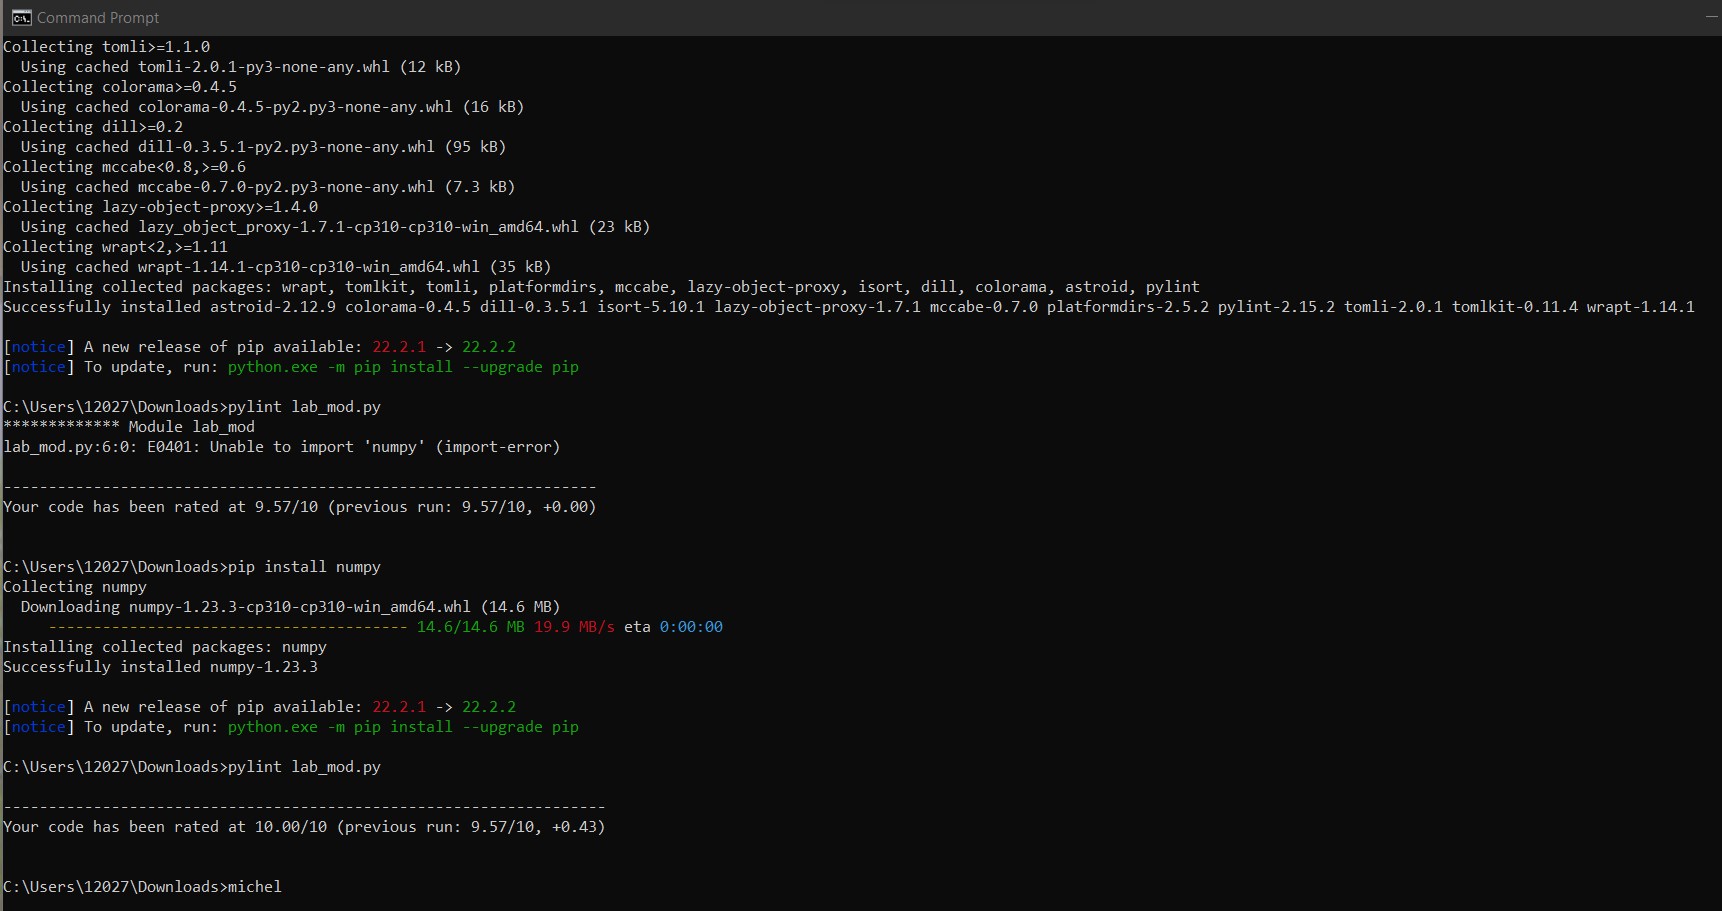 Command Prompt
Collecting tomli>=1.1.0
  Using cached tomli-2.0.1-py3-none-any.whl (12 kB)
Collecting colorama>=0.4.5
  Using cached colorama-0.4.5-py2.py3-none-any.whl (16 kB)
Collecting dill>=0.2
  Using cached dill-0.3.5.1-py2.py3-none-any.whl (95 kB)
Collecting mccabe<0.8,>=0.6
  Using cached mccabe-0.7.0-py2.py3-none-any.whl (7.3 kB)
Collecting lazy-object-proxy>=1.4.0
  Using cached lazy_object_proxy-1.7.1-cp310-cp310-win_amd64.whl (23 kB)
Collecting wrapt<2,>=1.11
  Using cached wrapt-1.14.1-cp310-cp310-win_amd64.whl (35 kB)
Installing collected packages: wrapt, tomlkit, tomli, platformdirs, mccabe, lazy-object-proxy, isort, dill, colorama, astroid, pylint
Successfully installed astroid-2.12.9 colorama-0.4.5 dill-0.3.5.1 isort-5.10.1 lazy-object-proxy-1.7.1 mccabe-0.7.0 platformdirs-2.5.2 pylint-2.15.2 tomli-2.0.1 tomlkit-0.11.4 wrapt-1.14.1
[notice] A new release of pip available: 22.2.1 -> 22.2.2
[notice] To update, run: python.exe -m pip install --upgrade pip
C:\Users\12027\Downloads>pylint lab_mod.py
************* Module lab_mod
lab_mod.py:6:0: E0401: Unable to import 'numpy' (import-error)
------------------------------------------------------------------
Your code has been rated at 9.57/10 (previous run: 9.57/10, +0.00)
C:\Users\12027\Downloads>pip install numpy
Collecting numpy
  Downloading numpy-1.23.3-cp310-cp310-win_amd64.whl (14.6 MB)
     ---------------------------------------- 14.6/14.6 MB 19.9 MB/s eta 0:00:00
Installing collected packages: numpy
Successfully installed numpy-1.23.3
[notice] A new release of pip available: 22.2.1 -> 22.2.2
[notice] To update, run: python.exe -m pip install --upgrade pip
C:\Users\12027\Downloads>pylint lab_mod.py
-------------------------------------------------------------------
Your code has been rated at 10.00/10 (previous run: 9.57/10, +0.43)
C:\Users\12027\Downloads>michel